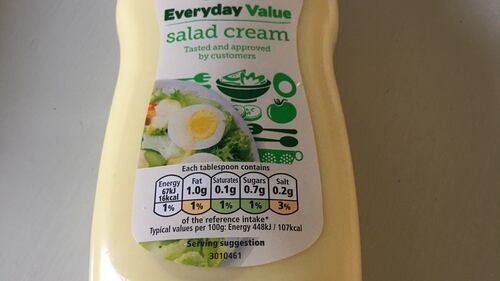 Everyday Value
salad cream
Tasted and approved
by customers
Each tablespoon contains
Energy Fat Saturates Sugars Salt
67kJ 1.0g 0.1g 0.7g 0.2g
16kcal
1% 1% 1% 1% 3%
of the reference intake*
Typical values per 100g: Energy 448kJ / 107kcal
Serving suggestion
3010461